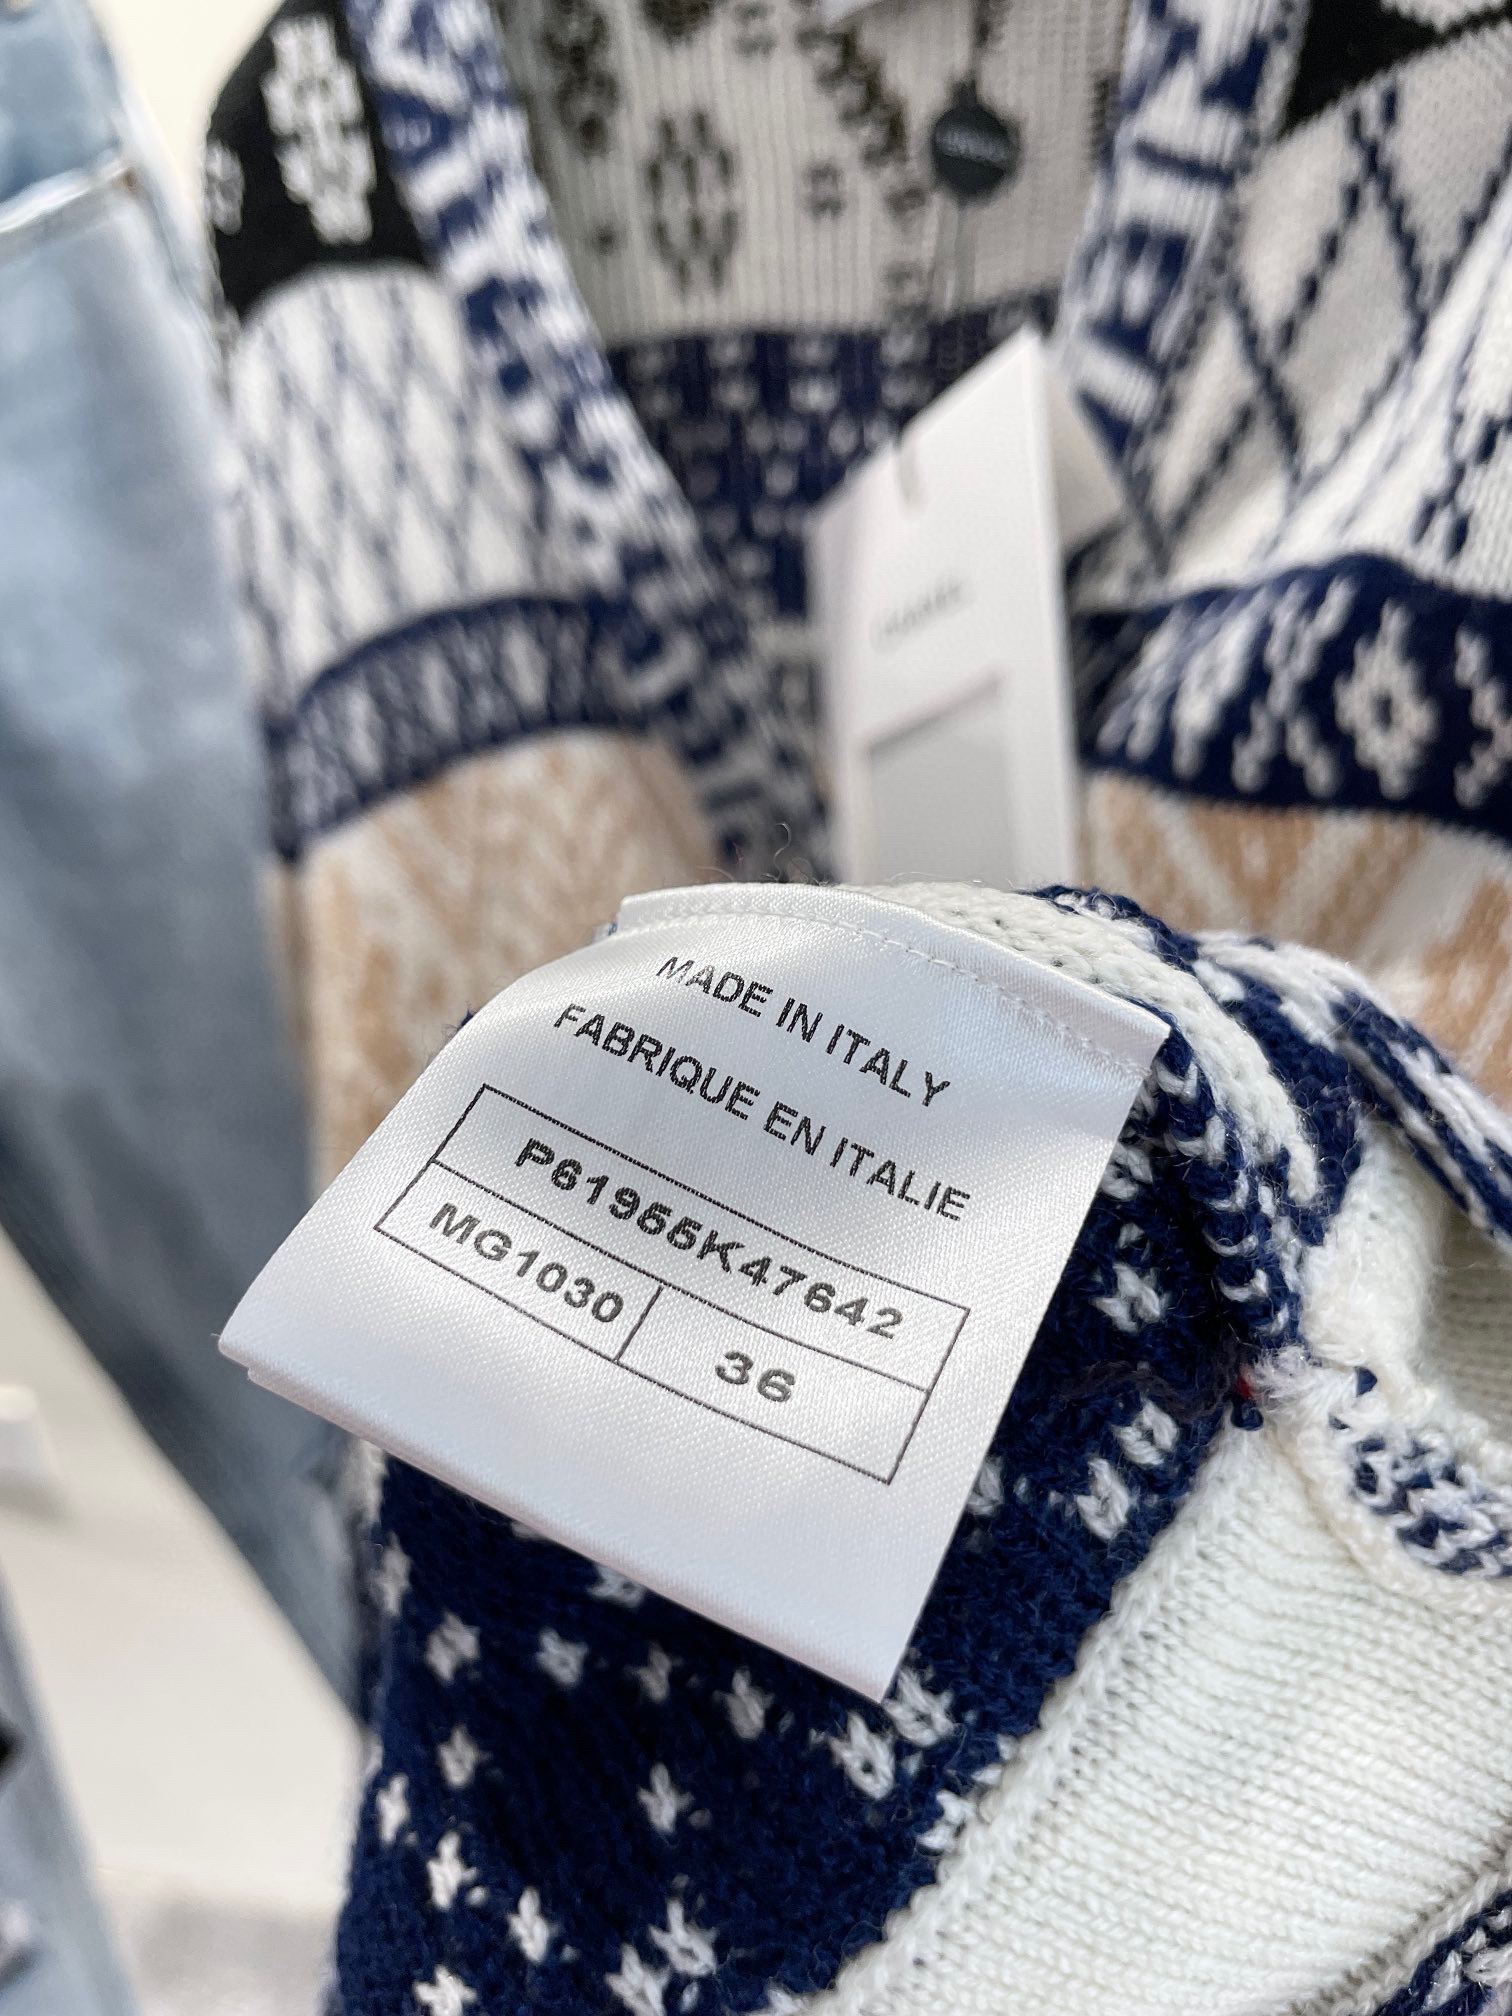 MADE IN ITALY
FABRIQUE EN ITALIE
P61955K47642
MG1030 36